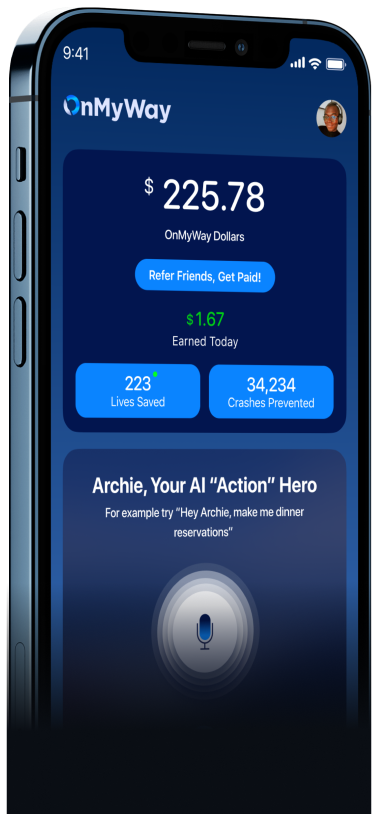 9:41
OnMyWay
$ 225.78
OnMyWay Dollars
Refer Friends, Get Paid!
$1.67
Earned Today
223
Lives Saved
34,234
Crashes Prevented
Archie, Your AI “Action” Hero
For example try “Hey Archie, make me dinner
reservations”